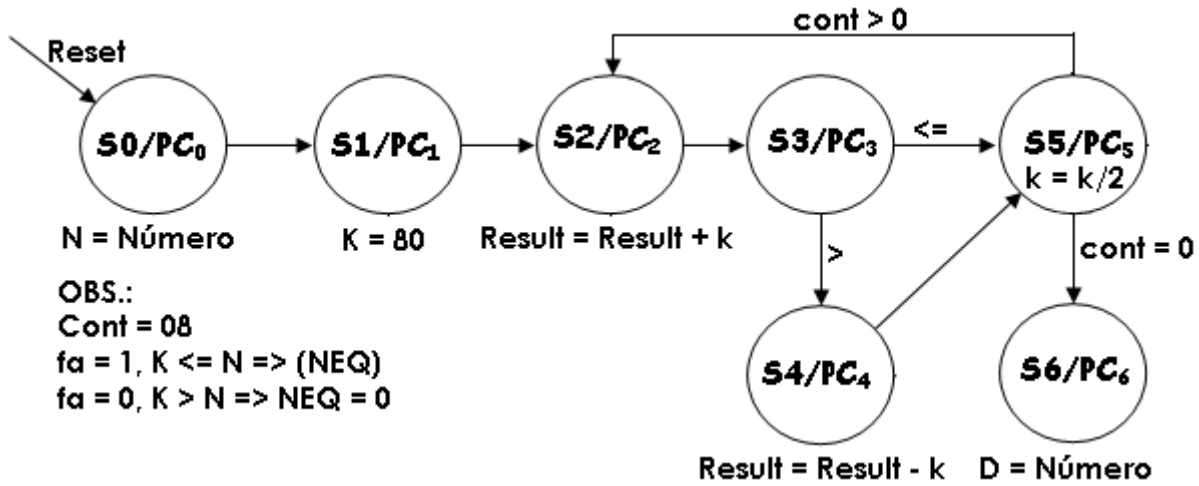 cont > 0
Reset
S0/PC₀
S1/PC₁
S2/PC₂
S3/PC₃
<=
S5/PC₅
k = k/2
N = Número
K = 80
Result = Result + k
>
cont = 0
OBS.:
Cont = 08
fa = 1, K <= N => (NEQ)
fa = 0, K > N => NEQ = 0
S4/PC₄
S6/PC₆
Result = Result - k
D = Número